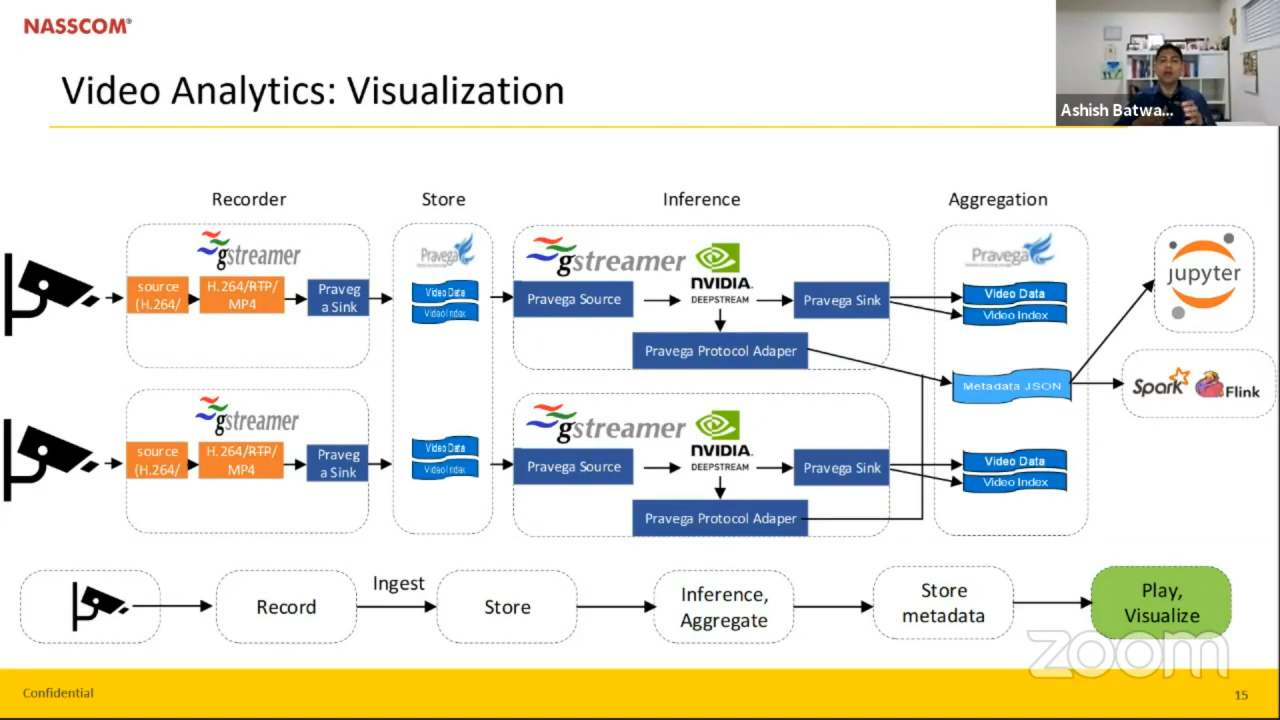 NASSCOM®
Video Analytics: Visualization
Ashish Batwa...
Recorder
Store
Inference
Aggregation
gstreamer
source
(H.264/
H.264/RTP/
MP4
Praveg
a Sink
Pravega
Video Data
Video Index
gstreamer
Pravega Source
NVIDIA.
DEEPSTREAM
Pravega Sink
Pravega Protocol Adaper
Pravega
Video Data
Video Index
Metadata JSON
jupyter
Spark
Flink
gstreamer
source
(H.264/
H.264/RTP/
MP4
Praveg
a Sink
Video Data
Video Index
gstreamer
Pravega Source
NVIDIA.
DEEPSTREAM
Pravega Sink
Pravega Protocol Adaper
Video Data
Video Index
Record
Ingest
Store
Inference,
Aggregate
Store
metadata
Play,
Visualize
zoom
Confidential
15